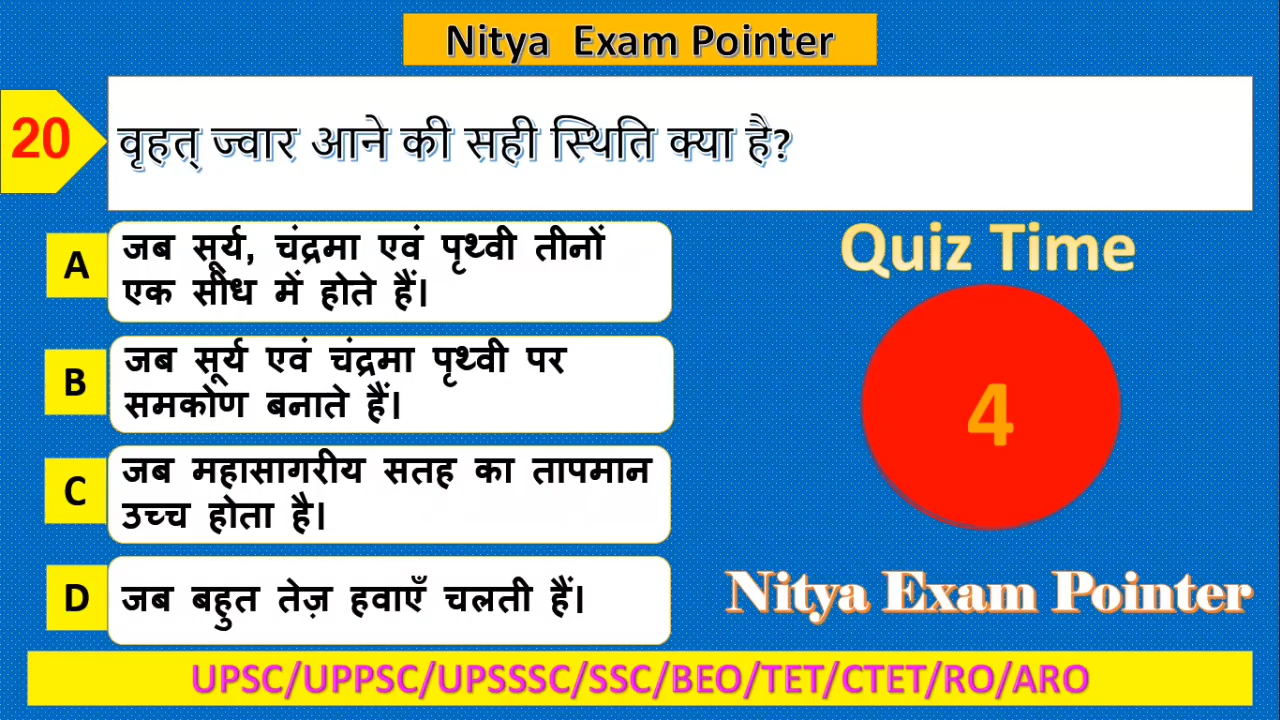 Nitya Exam Pointer
20
वृहत् ज्वार आने की सही स्थिति क्या है?
A
जब सूर्य, चंद्रमा एवं पृथ्वी तीनों
एक सीध में होते हैं।
B
जब सूर्य एवं चंद्रमा पृथ्वी पर
समकोण बनाते हैं।
C
जब महासागरीय सतह का तापमान
उच्च होता है।
D
जब बहुत तेज़ हवाएँ चलती हैं।
Quiz Time
4
Nitya Exam Pointer
UPSC/UPPSC/UPSSSC/SSC/BEO/TET/CTET/RO/ARO